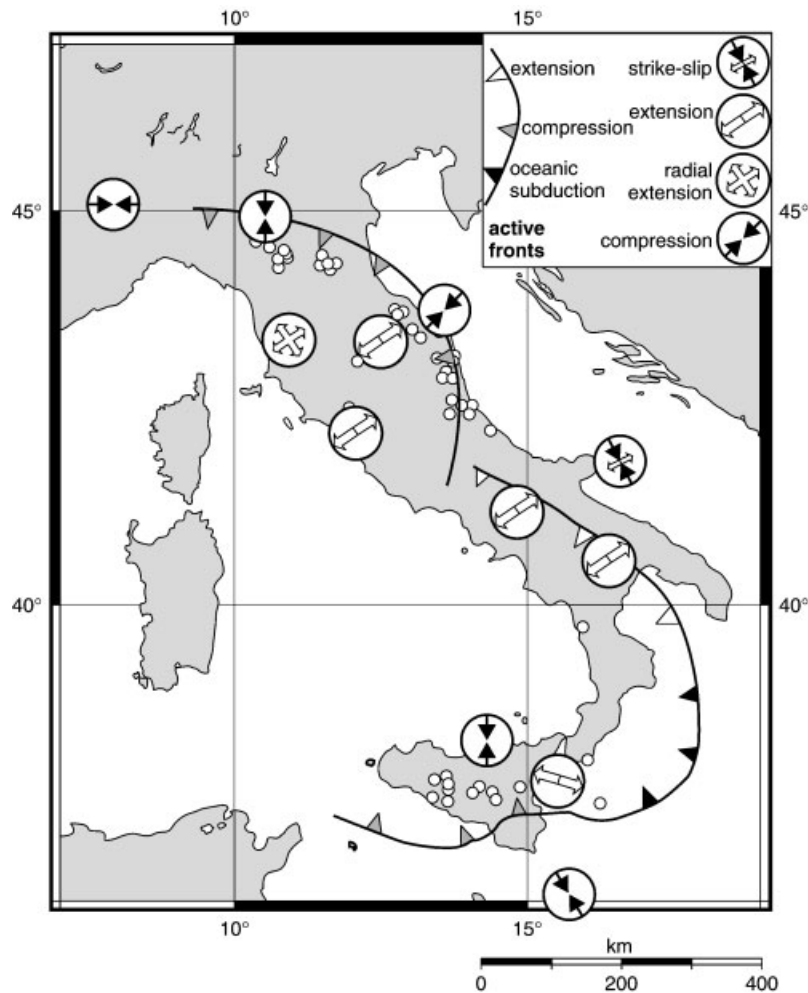 10°
15°
extension
strike-slip
extension
compression
oceanic
subduction
radial
extension
active
fronts
compression
45°
45°
40°
40°
10°
15°
km
0
200
400